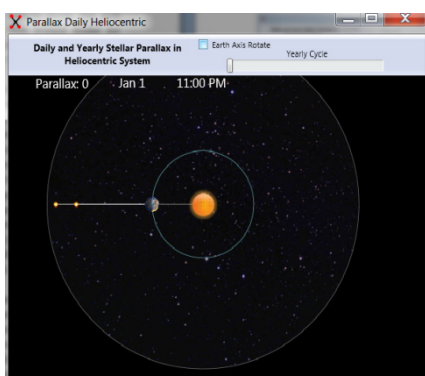 Parallax Daily Heliocentric
Daily and Yearly Stellar Parallax in
Heliocentric System
Earth Axis Rotate
Yearly Cycle
Parallax: 0 Jan 1 11:00 PM